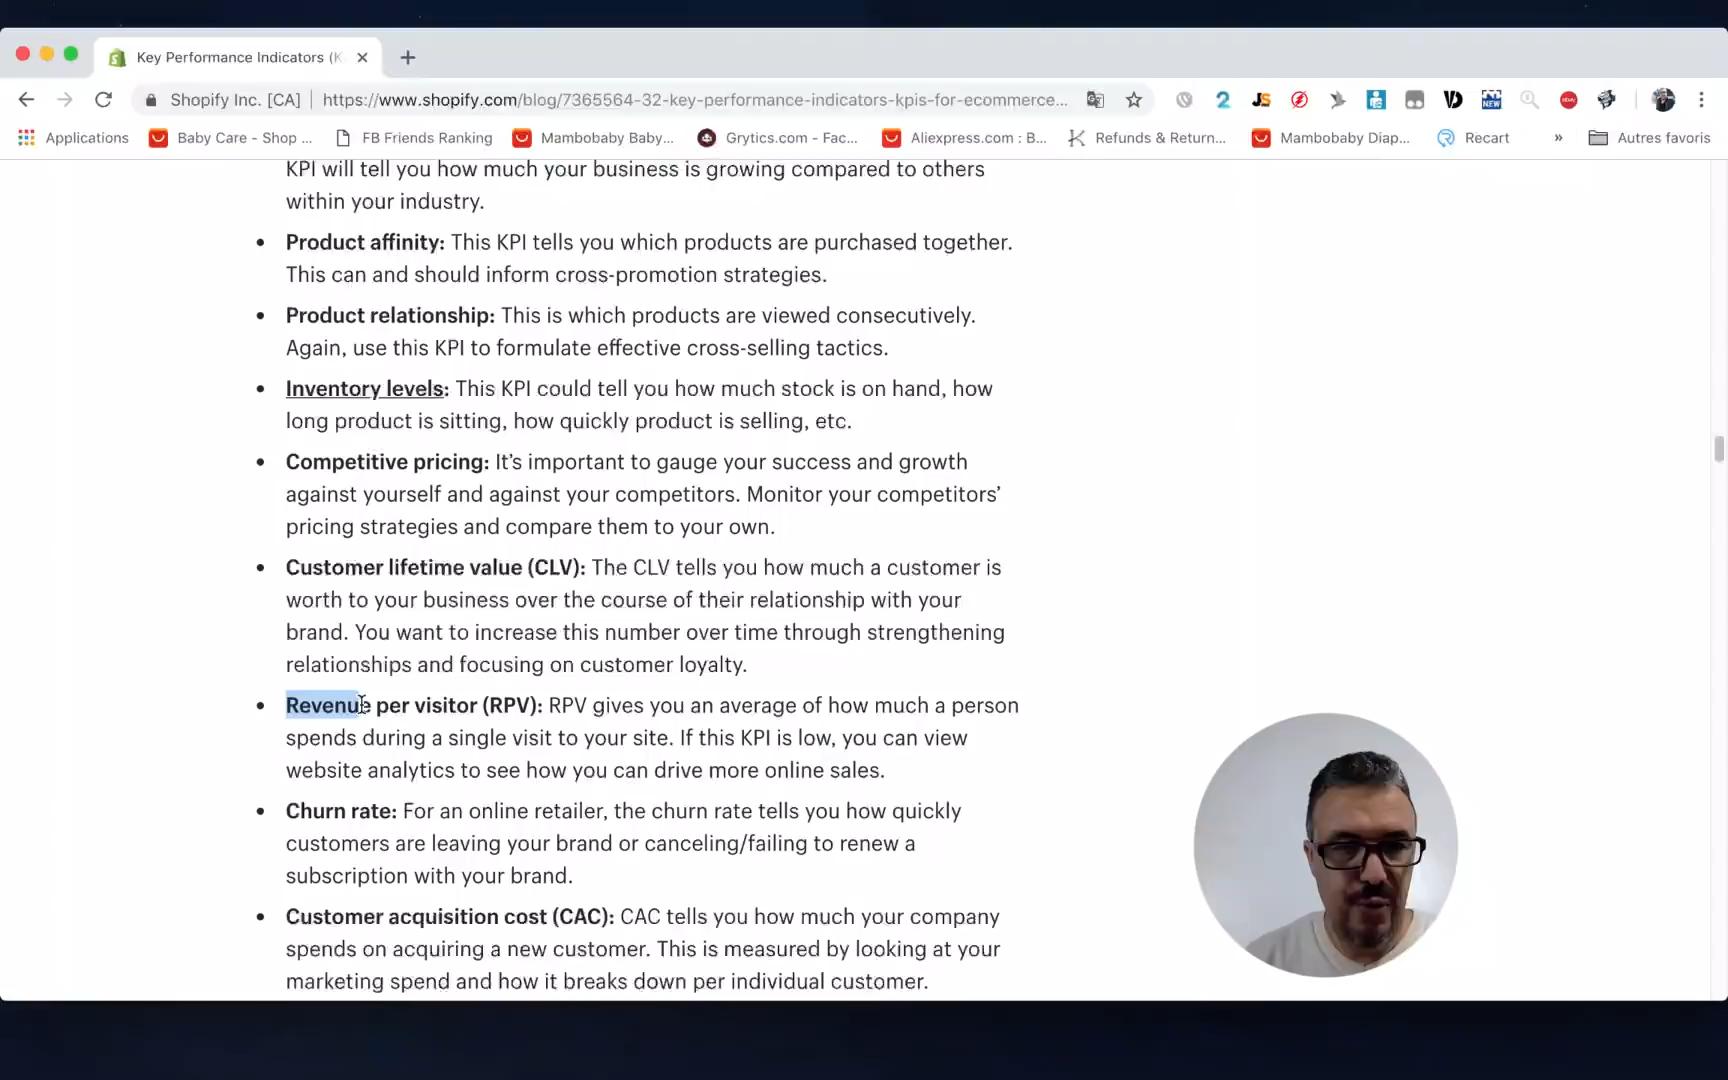 Key Performance Indicators (K
Shopify Inc. [CA] | https://www.shopify.com/blog/7365564-32-key-performance-indicators-kpis-for-ecommerce...
2 JS NEW ebay
Applications Baby Care - Shop ... FB Friends Ranking Mambobaby Baby... Grytics.com - Fac... Aliexpress.com : B... Refunds & Return... Mambobaby Diap... Recart » Autres favoris
KPI will tell you how much your business is growing compared to others
within your industry.
Product affinity: This KPI tells you which products are purchased together.
This can and should inform cross-promotion strategies.
Product relationship: This is which products are viewed consecutively.
Again, use this KPI to formulate effective cross-selling tactics.
Inventory levels: This KPI could tell you how much stock is on hand, how
long product is sitting, how quickly product is selling, etc.
Competitive pricing: It’s important to gauge your success and growth
against yourself and against your competitors. Monitor your competitors’
pricing strategies and compare them to your own.
Customer lifetime value (CLV): The CLV tells you how much a customer is
worth to your business over the course of their relationship with your
brand. You want to increase this number over time through strengthening
relationships and focusing on customer loyalty.
Revenue per visitor (RPV): RPV gives you an average of how much a person
spends during a single visit to your site. If this KPI is low, you can view
website analytics to see how you can drive more online sales.
Churn rate: For an online retailer, the churn rate tells you how quickly
customers are leaving your brand or canceling/failing to renew a
subscription with your brand.
Customer acquisition cost (CAC): CAC tells you how much your company
spends on acquiring a new customer. This is measured by looking at your
marketing spend and how it breaks down per individual customer.